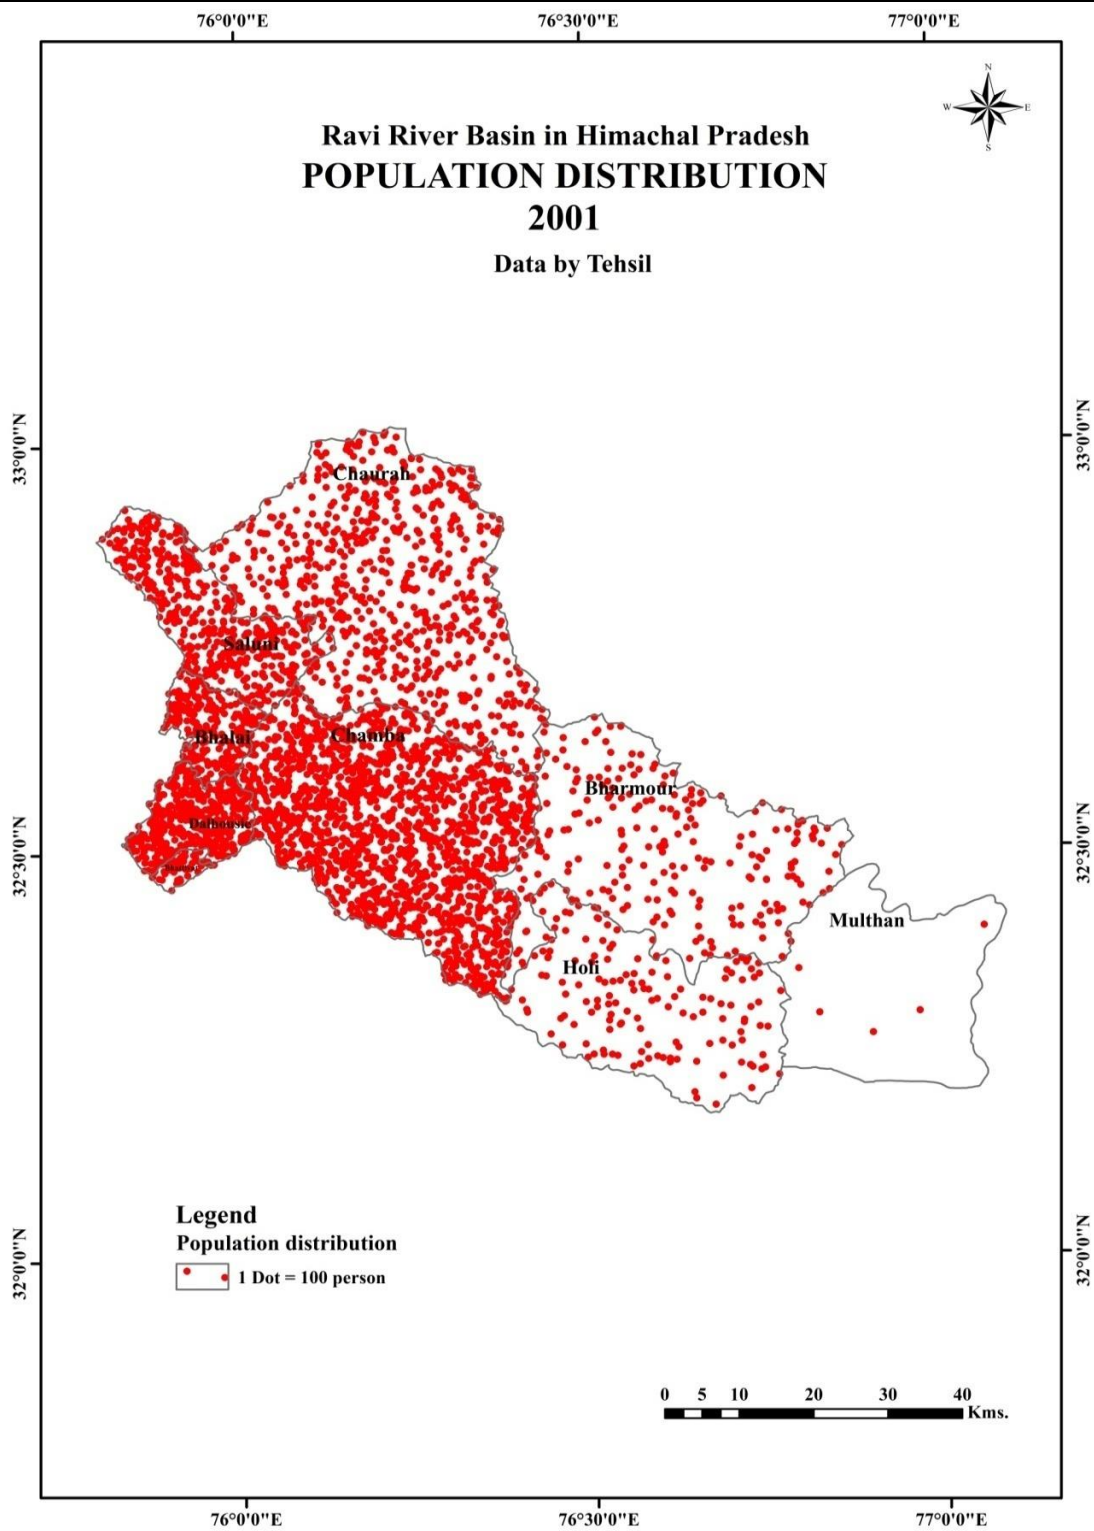 76°0'0"E 76°30'0"E 77°0'0"E
N
W E
S
Ravi River Basin in Himachal Pradesh
POPULATION DISTRIBUTION
2001
Data by Tehsil
33°0'0"N 33°0'0"N
Chaurah
Saluni
Bhalai
Chamba
Bharmour
Dalhousie
32°30'0"N 32°30'0"N
Multhan
Holi
Legend
Population distribution
1 Dot = 100 person
32°0'0"N 32°0'0"N
0 5 10 20 30 40
Kms.
76°0'0"E 76°30'0"E 77°0'0"E